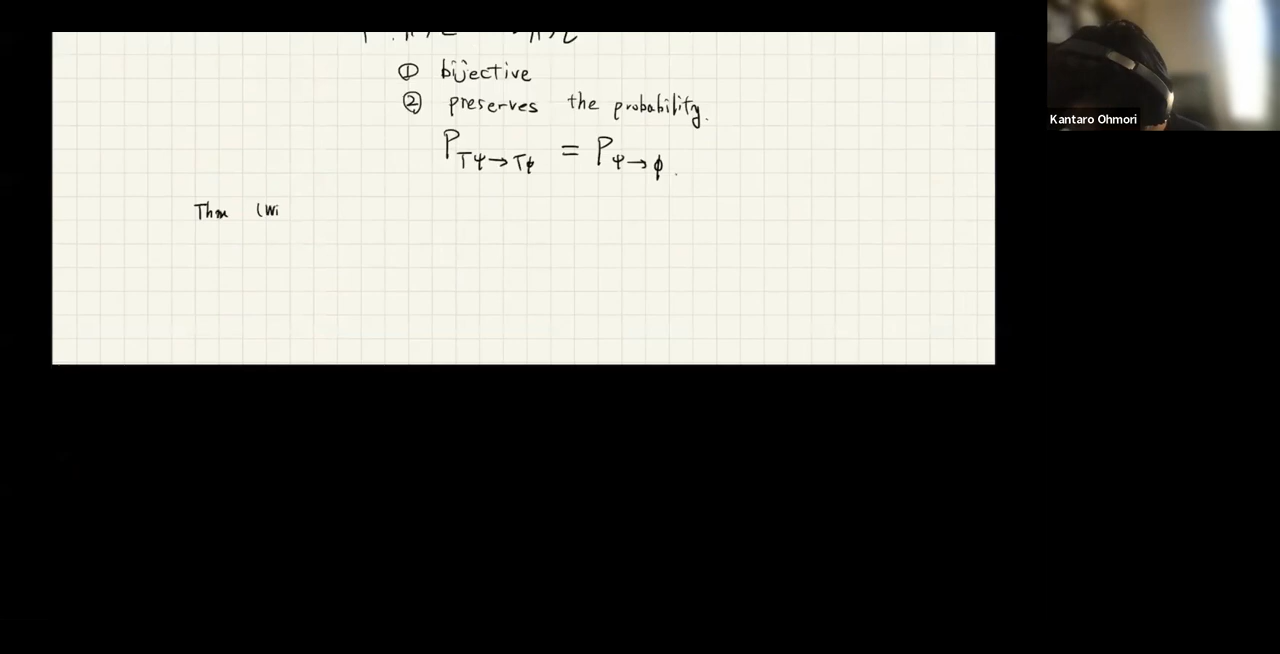 ① bijective
② preserves the probability.
P_{TΨ→Tϕ} = P_{Ψ→ϕ}.
Thm (Wi
Kantaro Ohmori